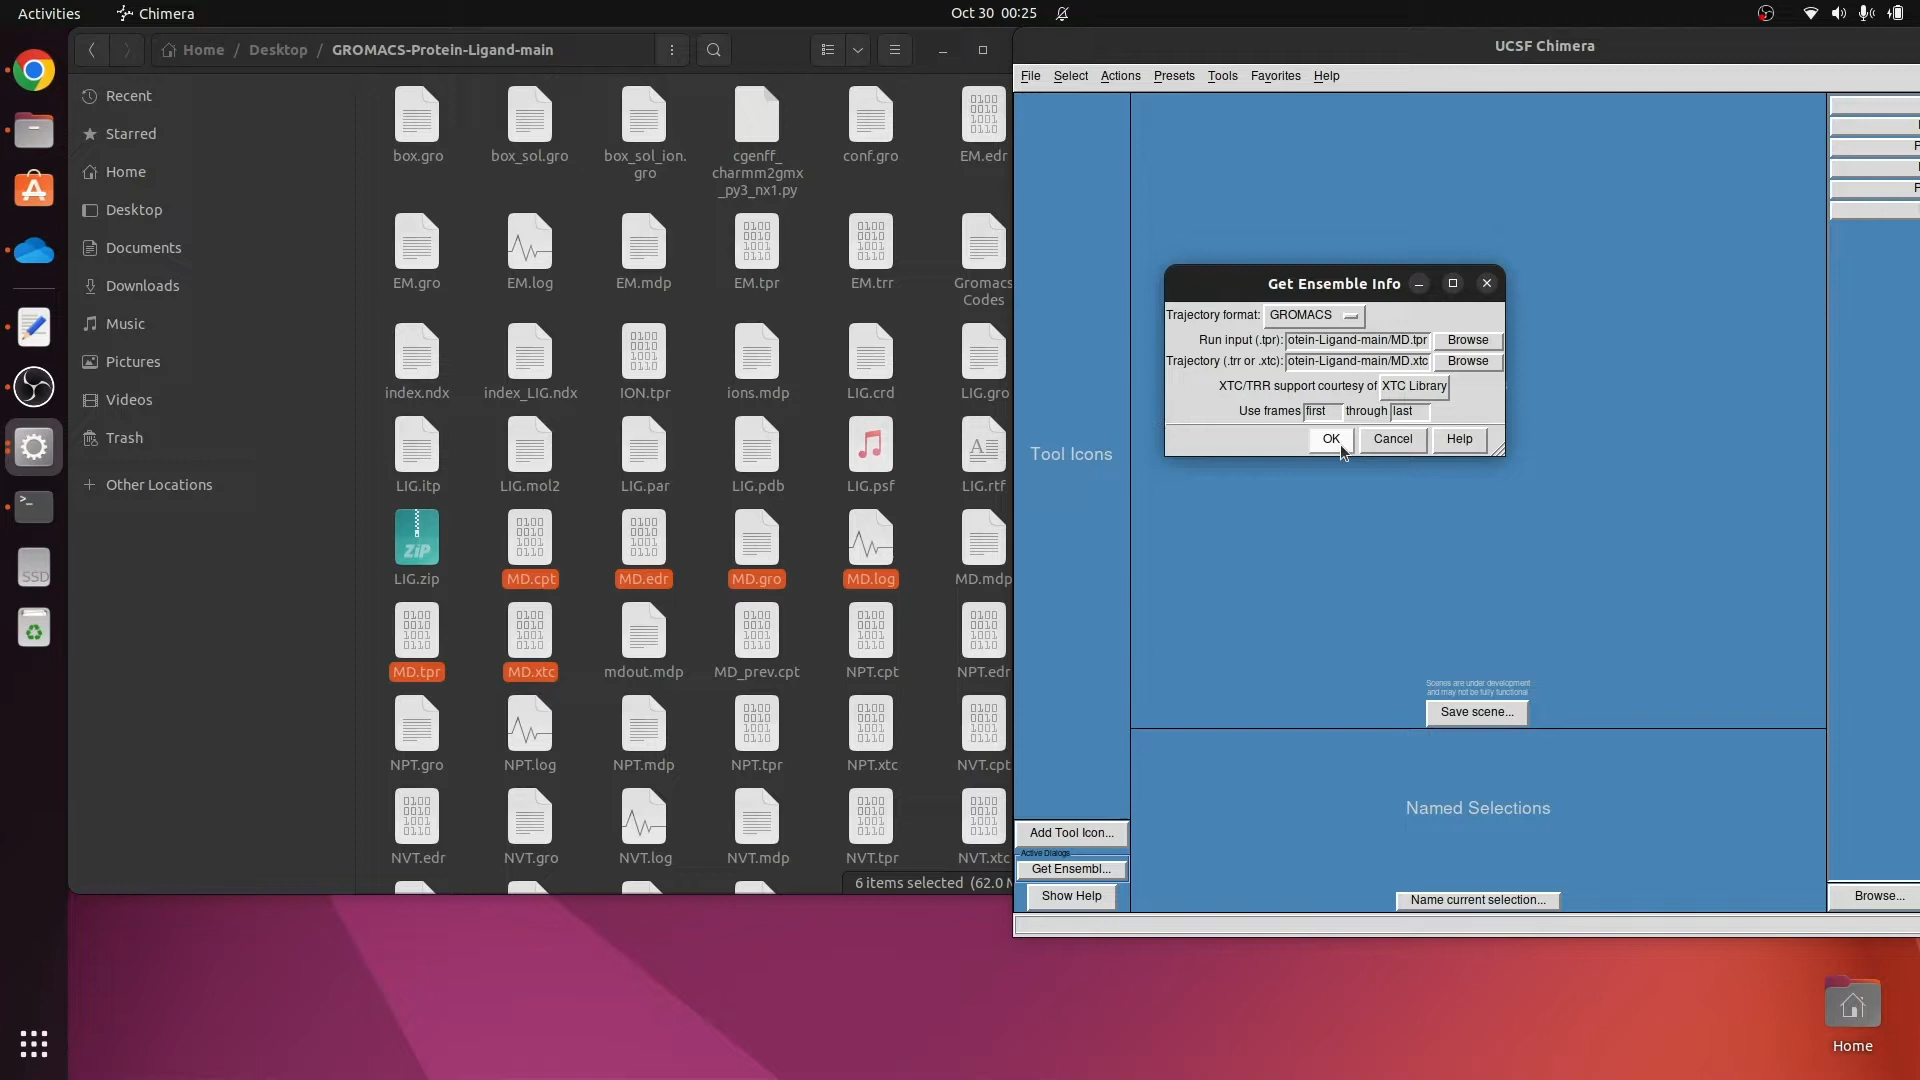 Activities
Chimera
Oct 30 00:25
Home / Desktop / GROMACS-Protein-Ligand-main
Recent
Starred
Home
Desktop
Documents
Downloads
Music
Pictures
Videos
Trash
Other Locations
SSD
box.gro
box_sol.gro
box_sol_ion.
gro
cgenff_
charmm2gmx
_py3_nx1.py
conf.gro
EM.edr
EM.gro
EM.log
EM.mdp
EM.tpr
EM.trr
Gromacs
Codes
index.ndx
index_LIG.ndx
ION.tpr
ions.mdp
LIG.crd
LIG.gro
LIG.itp
LIG.mol2
LIG.par
LIG.pdb
LIG.psf
LIG.rtf
ZiP
LIG.zip
MD.cpt
MD.edr
MD.gro
MD.log
MD.mdp
MD.tpr
MD.xtc
mdout.mdp
MD_prev.cpt
NPT.cpt
NPT.edr
NPT.gro
NPT.log
NPT.mdp
NPT.tpr
NPT.xtc
NVT.cpt
NVT.edr
NVT.gro
NVT.log
NVT.mdp
NVT.tpr
NVT.xtc
6 items selected (62.0 M
UCSF Chimera
File Select Actions Presets Tools Favorites Help
Tool Icons
Add Tool Icon...
Active Dialogs
Get Ensembl...
Show Help
Get Ensemble Info
Trajectory format: GROMACS
Run input (.tpr): otein-Ligand-main/MD.tpr Browse
Trajectory (.trr or .xtc): otein-Ligand-main/MD.xtc Browse
XTC/TRR support courtesy of XTC Library
Use frames first through last
OK Cancel Help
Scenes are under development
and may not be fully functional
Save scene...
Named Selections
Name current selection...
P
P
Browse...
Home